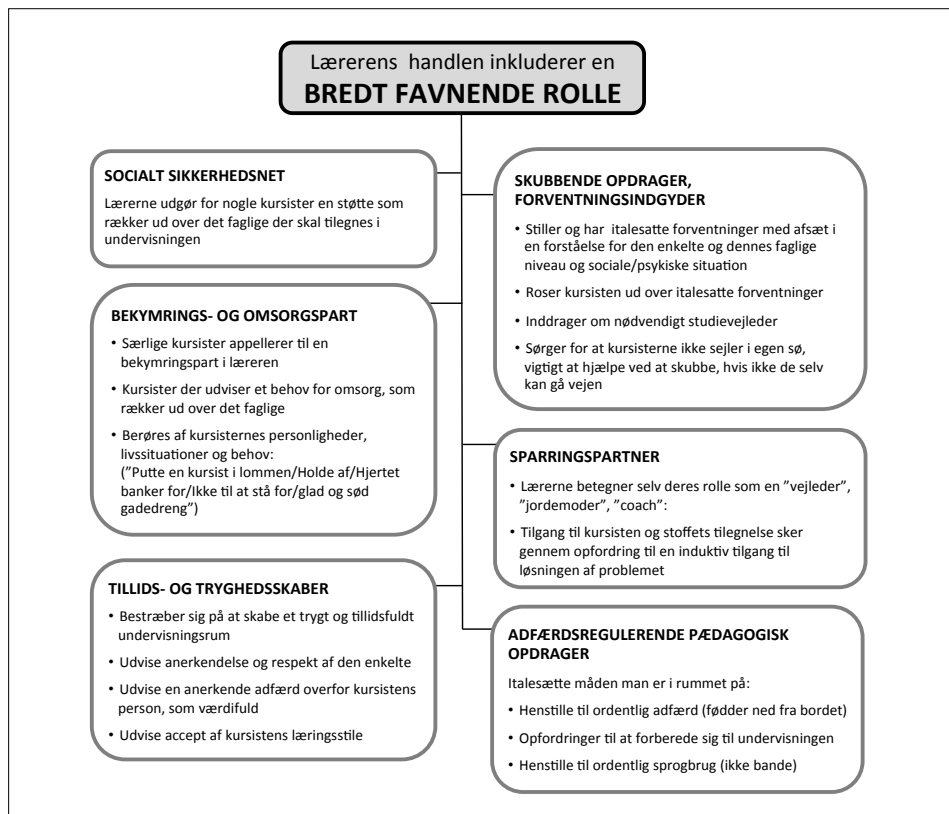 Lærerens handlen inkluderer en
BREDT FAVNENDE ROLLE
SOCIALT SIKKERHEDSNET
Lærerne udgør for nogle kursister en støtte som
rækker ud over det faglige der skal tilegnes i
undervisningen
BEKYMRINGS- OG OMSORGSPART
• Særlige kursister appellerer til en
bekymringspart i læreren
• Kursister der udviser et behov for omsorg, som
rækker ud over det faglige
• Berøres af kursisternes personligheder,
livssituationer og behov:
("Putte en kursist i lommen/Holde af/Hjertet
banker for/Ikke til at stå for/glad og sød
gadedreng")
TILLIDS- OG TRYGHEDSSKABER
• Bestræber sig på at skabe et trygt og tillidsfuldt
undervisningsrum
• Udvise anerkendelse og respekt af den enkelte
• Udvise en anerkende adfærd overfor kursistens
person, som værdifuld
• Udvise accept af kursistens læringsstile
SKUBBENDE OPDRAGER,
FORVENTNINGSINDGYDER
• Stiller og har italesatte forventninger med afsæt i
en forståelse for den enkelte og dennes faglige
niveau og sociale/psykiske situation
• Roser kursisten ud over italesatte forventninger
• Inddrager om nødvendigt studievejleder
• Sørger for at kursisterne ikke sejler i egen sø,
vigtigt at hjælpe ved at skubbe, hvis ikke de selv
kan gå vejen
SPARRINGSPARTNER
• Lærerne betegner selv deres rolle som en "vejleder",
"jordemoder", "coach":
• Tilgang til kursisten og stoffets tilegnelse sker
gennem opfordring til en induktiv tilgang til
løsningen af problemet
ADFÆRDSREGULERENDE PÆDAGOGISK
OPDRAGER
Italesætte måden man er i rummet på:
• Henstille til ordentlig adfærd (fødder ned fra bordet)
• Opfordringer til at forberede sig til undervisningen
• Henstille til ordentlig sprogbrug (ikke bande)